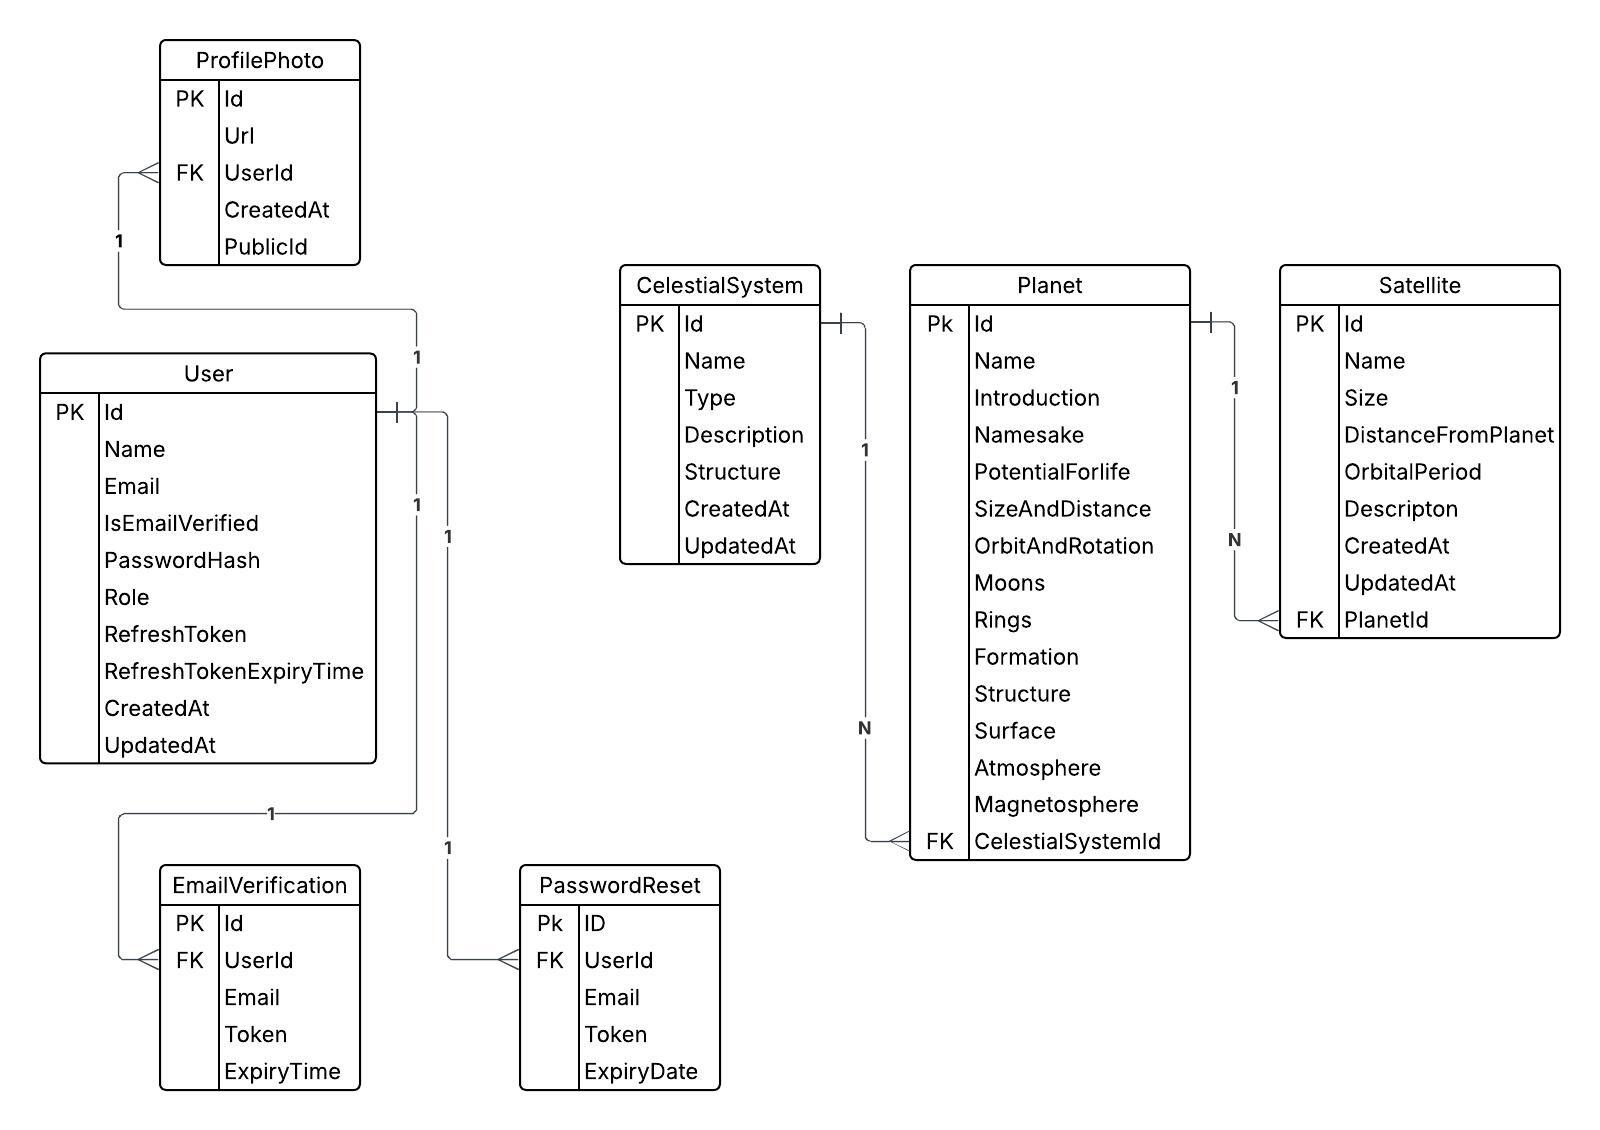 ProfilePhoto
PK Id
Url
FK UserId
CreatedAt
PublicId
1
1
User
PK Id
Name
Email
IsEmailVerified
PasswordHash
Role
RefreshToken
RefreshTokenExpiryTime
CreatedAt
UpdatedAt
1
1
EmailVerification
PK Id
FK UserId
Email
Token
ExpiryTime
1
1
PasswordReset
Pk ID
FK UserId
Email
Token
ExpiryDate
CelestialSystem
PK Id
Name
Type
Description
Structure
CreatedAt
UpdatedAt
1
N
Planet
Pk Id
Name
Introduction
Namesake
PotentialForlife
SizeAndDistance
OrbitAndRotation
Moons
Rings
Formation
Structure
Surface
Atmosphere
Magnetosphere
FK CelestialSystemId
1
N
Satellite
PK Id
Name
Size
DistanceFromPlanet
OrbitalPeriod
Descripton
CreatedAt
UpdatedAt
FK PlanetId